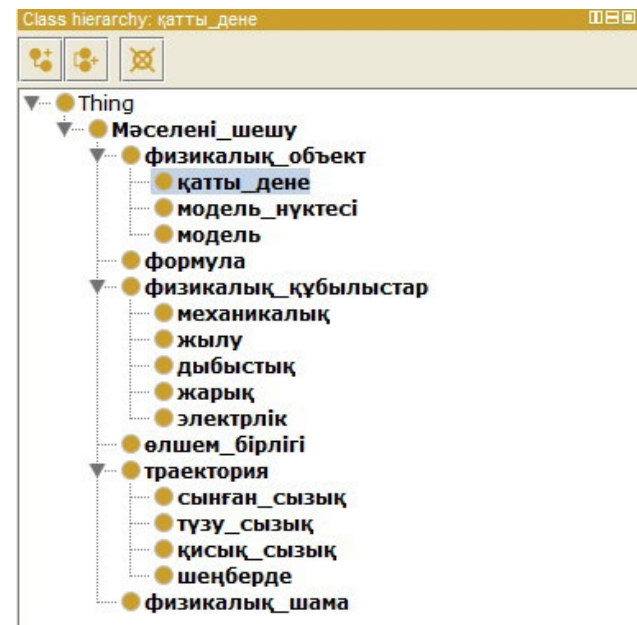 Class hierarchy: қатты_дене
Thing
Мәселені_шешу
физикалық_объект
қатты_дене
модель_нүктесі
модель
формула
физикалық_құбылыстар
механикалық
жылу
дыбыстық
жарық
электрлік
өлшем_бірлігі
траектория
сынған_сызық
түзу_сызық
қисық_сызық
шеңберде
физикалық_шама